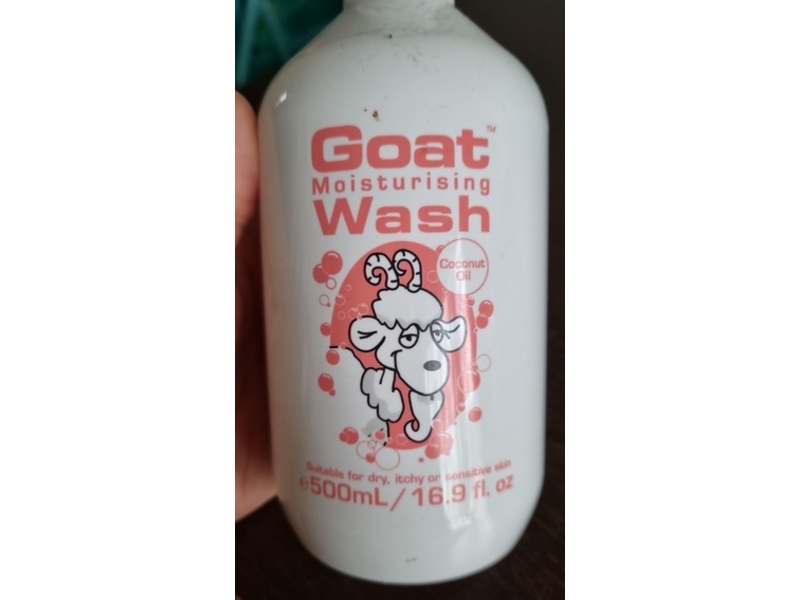 Goat™
Moisturising
Wash
Coconut
Oil
Suitable for dry, itchy or sensitive skin
℮500mL/16.9 fl. oz